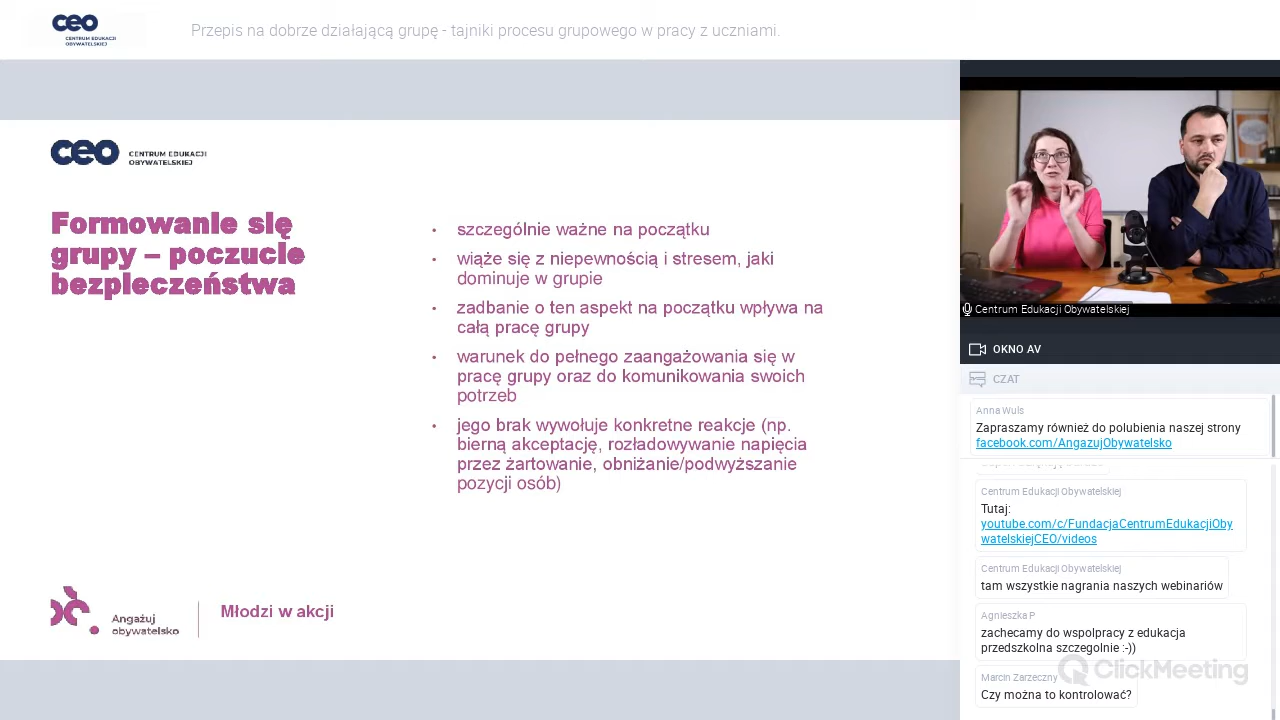 ceo
CENTRUM EDUKACJI
OBYWATELSKIEJ
Przepis na dobrze działającą grupę - tajniki procesu grupowego w pracy z uczniami.
ceo
CENTRUM EDUKACJI
OBYWATELSKIEJ
Formowanie się
grupy – poczucie
bezpieczeństwa
• szczególnie ważne na początku
• wiąże się z niepewnością i stresem, jaki
dominuje w grupie
• zadbanie o ten aspekt na początku wpływa na
całą pracę grupy
• warunek do pełnego zaangażowania się w
pracę grupy oraz do komunikowania swoich
potrzeb
• jego brak wywołuje konkretne reakcje (np.
bierną akceptację, rozładowywanie napięcia
przez żartowanie, obniżanie/podwyższanie
pozycji osób)
Angażuj
obywatelsko
Młodzi w akcji
Centrum Edukacji Obywatelskiej
OKNO AV
CZAT
Anna Wuls
Zapraszamy również do polubienia naszej strony
facebook.com/AngazujObywatelsko
Centrum Edukacji Obywatelskiej
Tutaj:
youtube.com/c/FundacjaCentrumEdukacjiOby
watelskiejCEO/videos
Centrum Edukacji Obywatelskiej
tam wszystkie nagrania naszych webinariów
Agnieszka P
zachecamy do wspolpracy z edukacja
przedszkolna szczegolnie :-))
Marcin Zarzeczny
Czy można to kontrolować?
ClickMeeting